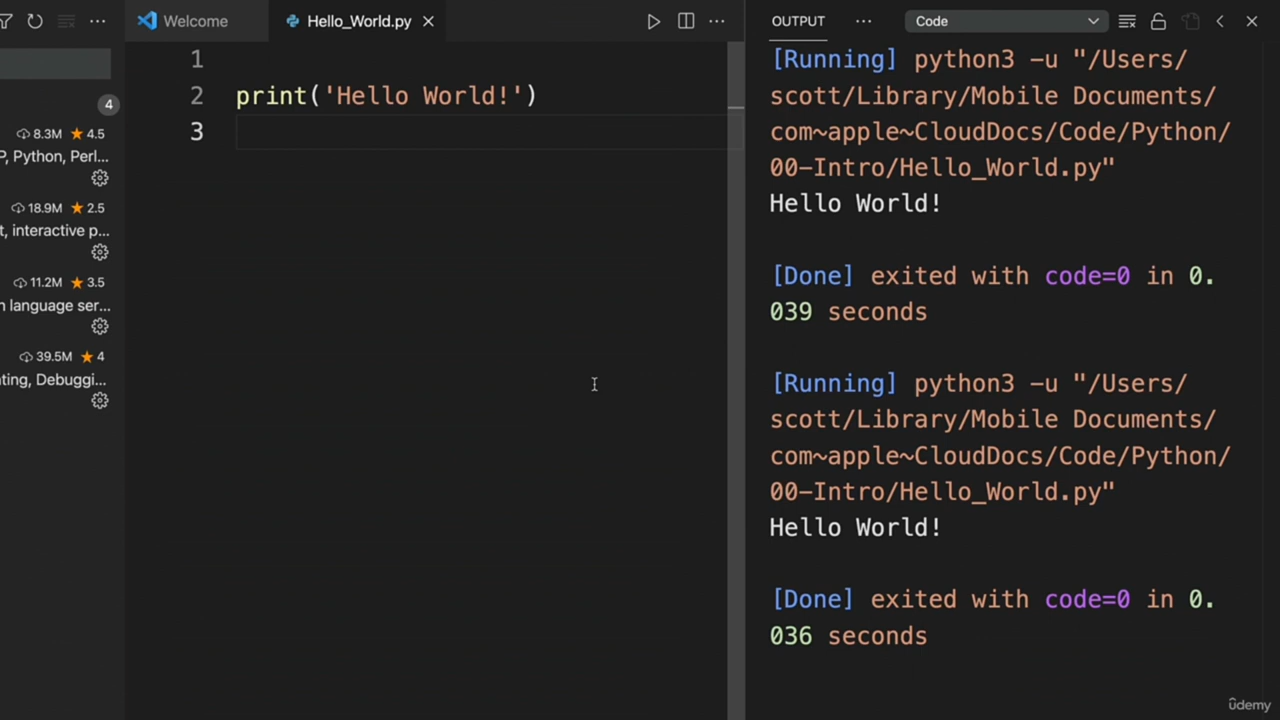 Welcome
Hello_World.py
OUTPUT
Code
4
8.3M 4.5
P, Python, Perl...
18.9M 2.5
t, interactive p...
11.2M 3.5
n language ser...
39.5M 4
ting, Debuggi...
1
2 print('Hello World!')
3
[Running] python3 -u "/Users/
scott/Library/Mobile Documents/
com~apple~CloudDocs/Code/Python/
00-Intro/Hello_World.py"
Hello World!
[Done] exited with code=0 in 0.
039 seconds
[Running] python3 -u "/Users/
scott/Library/Mobile Documents/
com~apple~CloudDocs/Code/Python/
00-Intro/Hello_World.py"
Hello World!
[Done] exited with code=0 in 0.
036 seconds
ûdemy